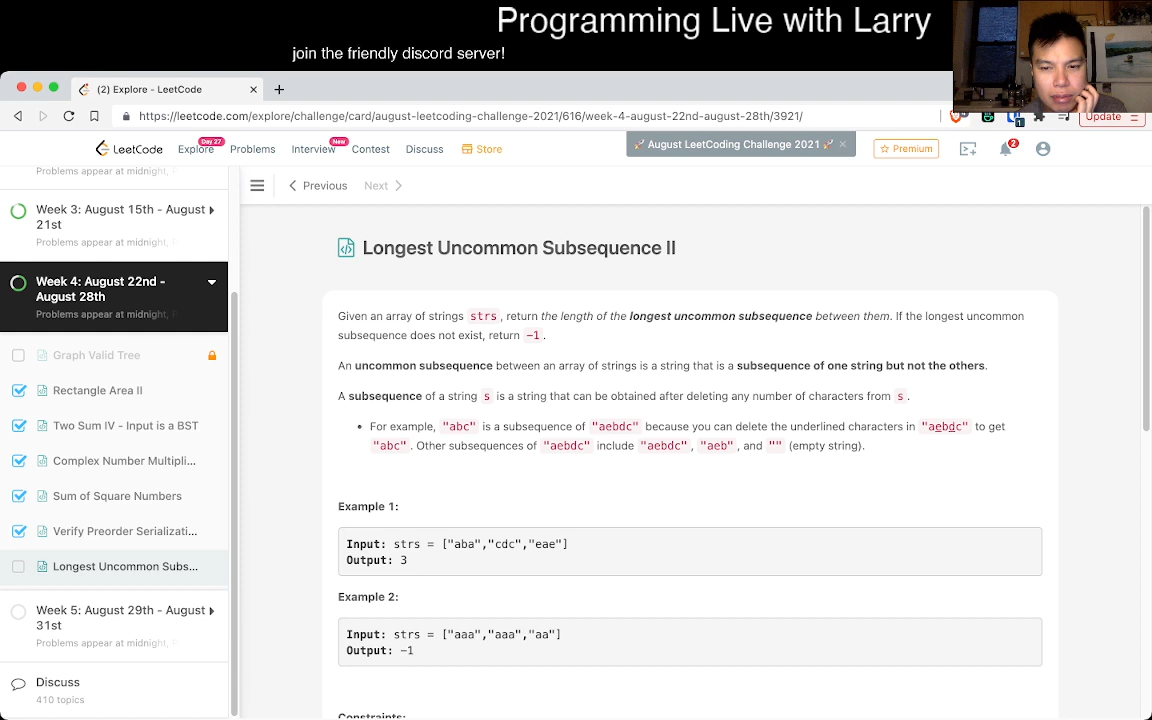 Programming Live with Larry
join the friendly discord server!
(2) Explore - LeetCode
https://leetcode.com/explore/challenge/card/august-leetcoding-challenge-2021/616/week-4-august-22nd-august-28th/3921/
Update
LeetCode
Explore
Day 27
Problems
Interview
New
Contest
Discuss
Store
🚀 August LeetCoding Challenge 2021 🚀
Premium
2
1
Problems appear at midnight,
Week 3: August 15th - August
21st
Problems appear at midnight,
Week 4: August 22nd -
August 28th
Problems appear at midnight,
Graph Valid Tree
Rectangle Area II
Two Sum IV - Input is a BST
Complex Number Multipli...
Sum of Square Numbers
Verify Preorder Serializati...
Longest Uncommon Subs...
Week 5: August 29th - August
31st
Problems appear at midnight,
Discuss
410 topics
Previous
Next
Longest Uncommon Subsequence II
Given an array of strings strs, return the length of the longest uncommon subsequence between them. If the longest uncommon
subsequence does not exist, return -1.
An uncommon subsequence between an array of strings is a string that is a subsequence of one string but not the others.
A subsequence of a string s is a string that can be obtained after deleting any number of characters from s.
• For example, "abc" is a subsequence of "aebdc" because you can delete the underlined characters in "aebdc" to get
"abc". Other subsequences of "aebdc" include "aebdc", "aeb", and "" (empty string).
Example 1:
Input: strs = ["aba","cdc","eae"]
Output: 3
Example 2:
Input: strs = ["aaa","aaa","aa"]
Output: -1
Constraints: